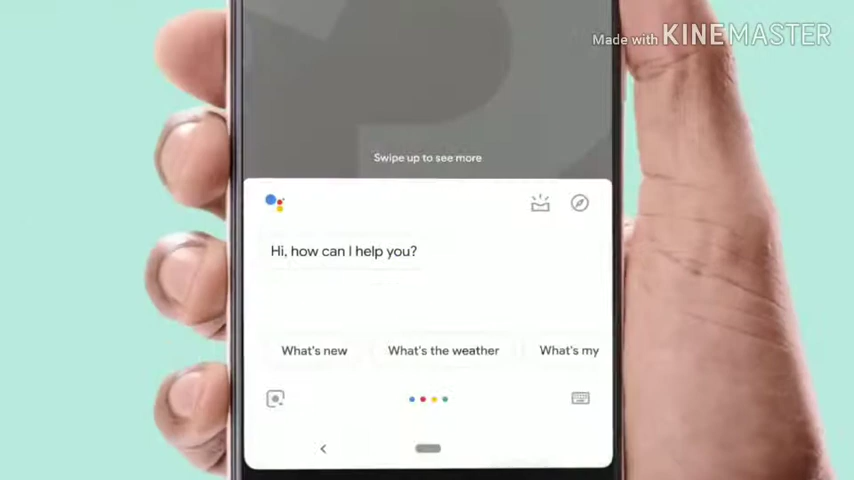 Made with KINEMASTER
Swipe up to see more
Hi, how can I help you?
What's new
What's the weather
What's my